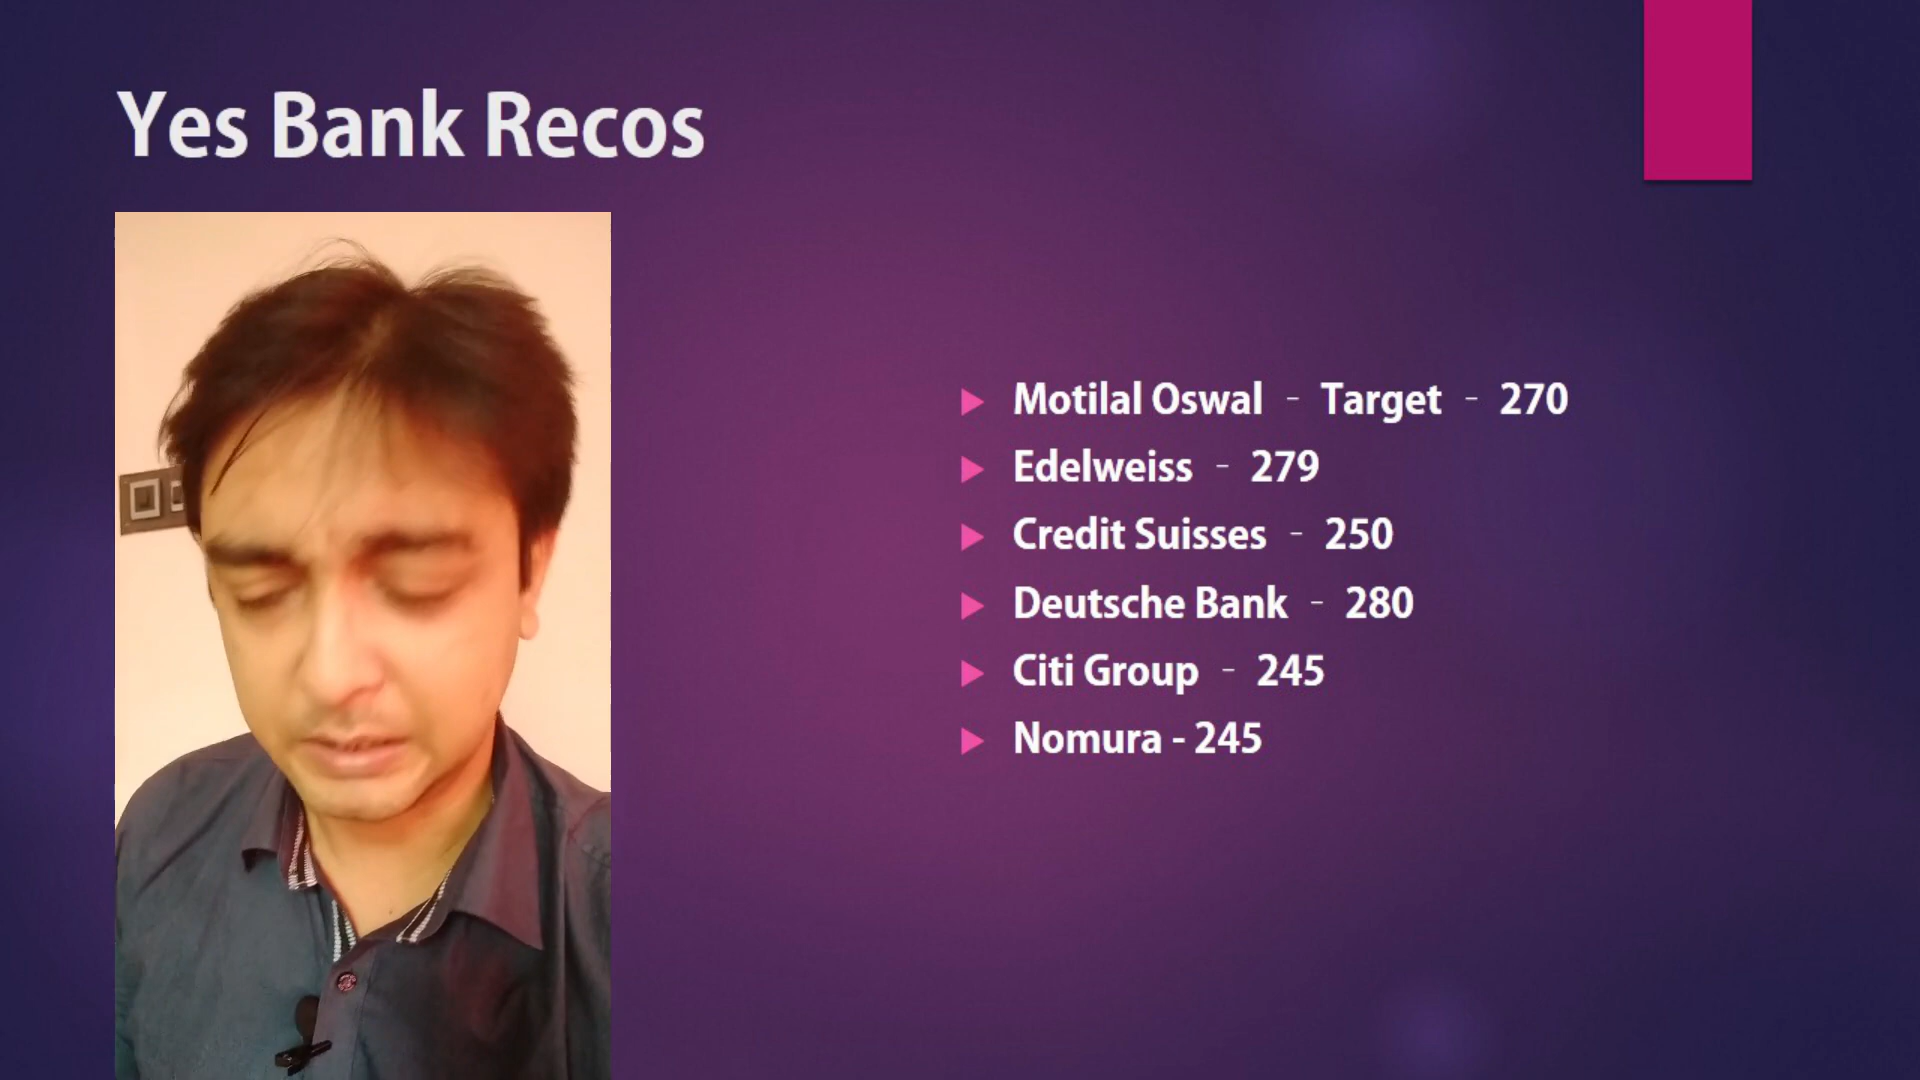 Yes Bank Recos
Motilal Oswal - Target - 270
Edelweiss - 279
Credit Suisses - 250
Deutsche Bank - 280
Citi Group - 245
Nomura - 245